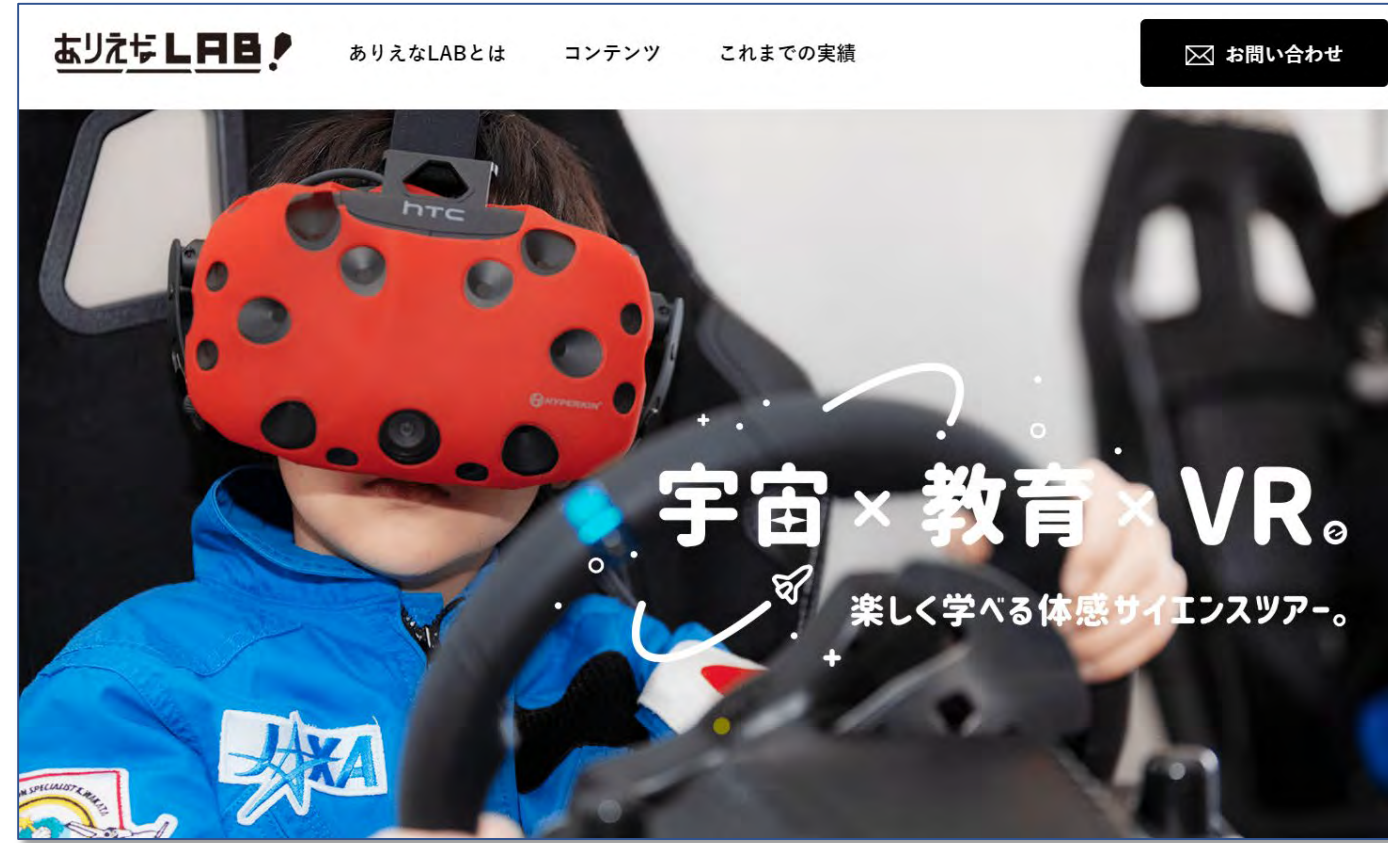 ありえなLAB!
ありえなLABとは
コンテンツ
これまでの実績
お問い合わせ
hTC
HYPERKIN
宇宙×教育×VR。
楽しく学べる体感サイエンスツアー。
JAXA
SPECIALIST K. WAKATA